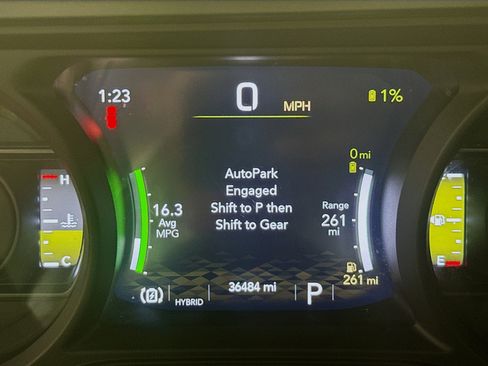 1:23
0 MPH
1%
H
C
16.3
Avg
MPG
AutoPark
Engaged
Shift to P then
Shift to Gear
0 mi
Range
261
mi
E
261 mi
HYBRID
36484 mi
P